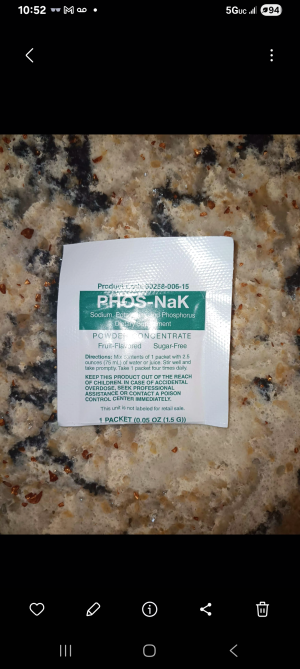 10:52
5GUC
94
Product Code 00258-006-15
PHOS-NaK
Sodium, Potassium and Phosphorus
Dietary Supplement
POWDER CONCENTRATE
Fruit-Flavored Sugar-Free
Directions: Mix contents of 1 packet with 2.5
ounces (75 mL) of water or juice. Stir well and
take promptly. Take 1 packet four times daily.
KEEP THIS PRODUCT OUT OF THE REACH
OF CHILDREN. IN CASE OF ACCIDENTAL
OVERDOSE, SEEK PROFESSIONAL
ASSISTANCE OR CONTACT A POISON
CONTROL CENTER IMMEDIATELY.
This unit is not labeled for retail sale.
1 PACKET (0.05 OZ (1.5 G))